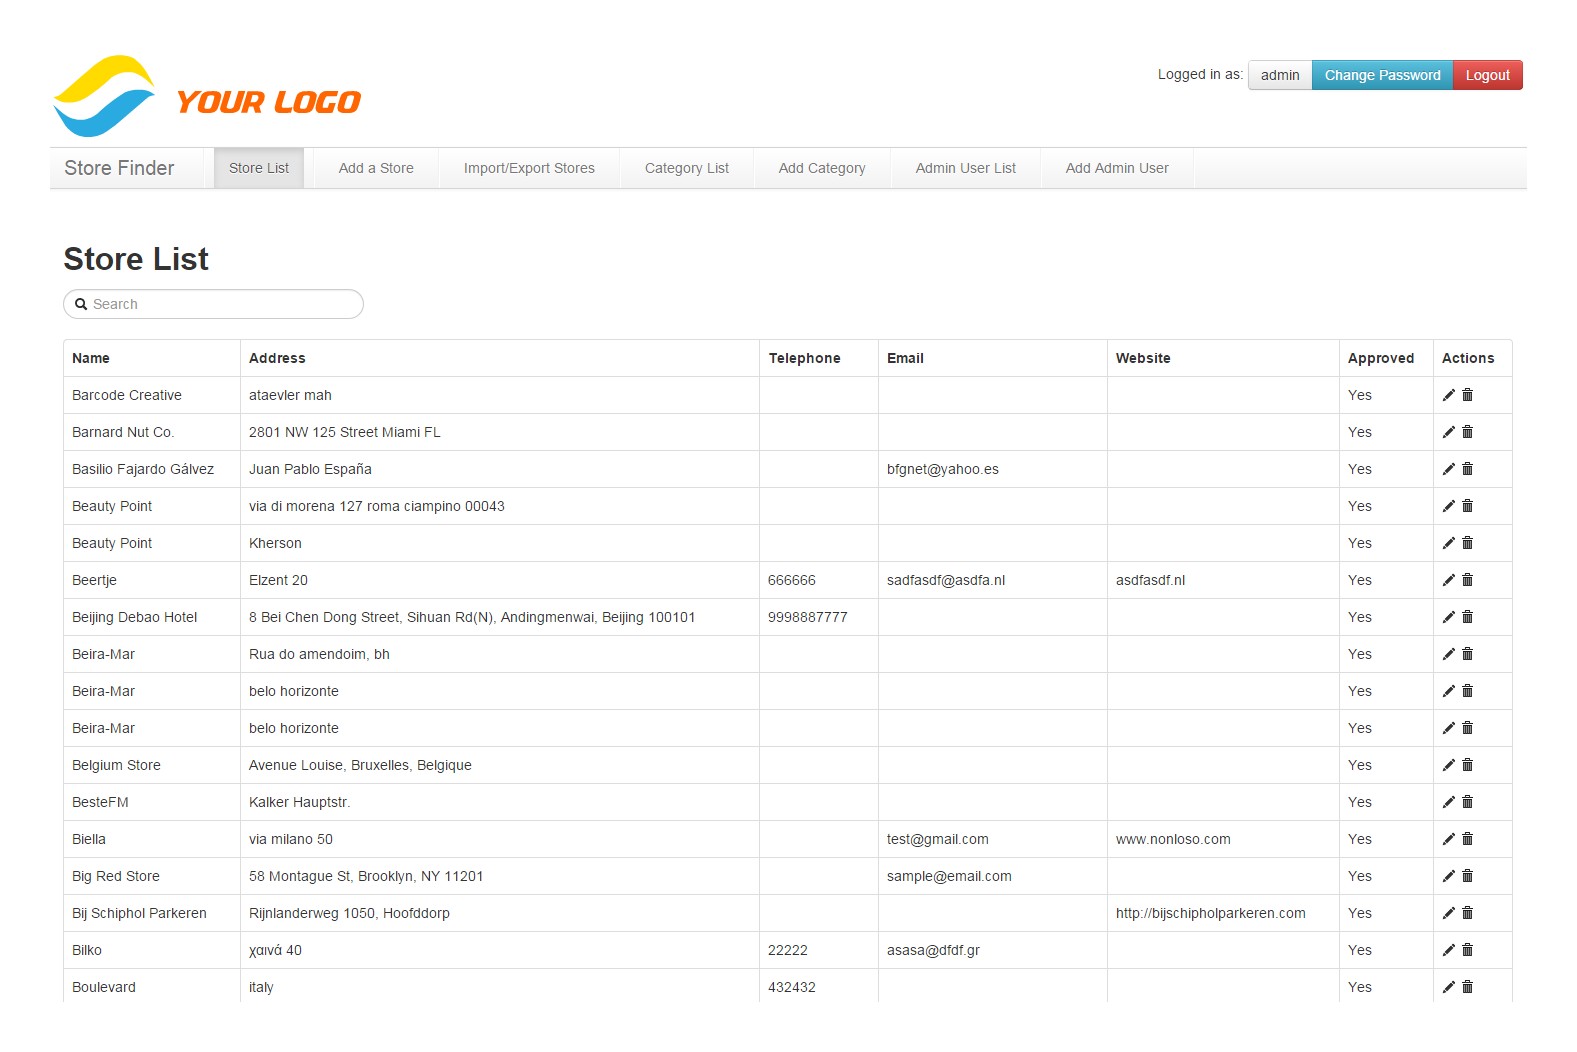 YOUR LOGO
Logged in as: admin Change Password Logout
Store Finder Store List Add a Store Import/Export Stores Category List Add Category Admin User List Add Admin User
Store List
Search
Name Address Telephone Email Website Approved Actions
Barcode Creative ataevler mah Yes
Barnard Nut Co. 2801 NW 125 Street Miami FL Yes
Basilio Fajardo Gálvez Juan Pablo España bfgnet@yahoo.es Yes
Beauty Point via di morena 127 roma ciampino 00043 Yes
Beauty Point Kherson Yes
Beertje Elzent 20 666666 sadfasdf@asdfa.nl asdfasdf.nl Yes
Beijing Debao Hotel 8 Bei Chen Dong Street, Sihuan Rd(N), Andingmenwai, Beijing 100101 9998887777 Yes
Beira-Mar Rua do amendoim, bh Yes
Beira-Mar belo horizonte Yes
Beira-Mar belo horizonte Yes
Belgium Store Avenue Louise, Bruxelles, Belgique Yes
BesteFM Kalker Hauptstr. Yes
Biella via milano 50 test@gmail.com www.nonloso.com Yes
Big Red Store 58 Montague St, Brooklyn, NY 11201 sample@email.com Yes
Bij Schiphol Parkeren Rijnlanderweg 1050, Hoofddorp http://bijschipholparkeren.com Yes
Bilko χαινά 40 22222 asasa@dfdf.gr Yes
Boulevard italy 432432 Yes